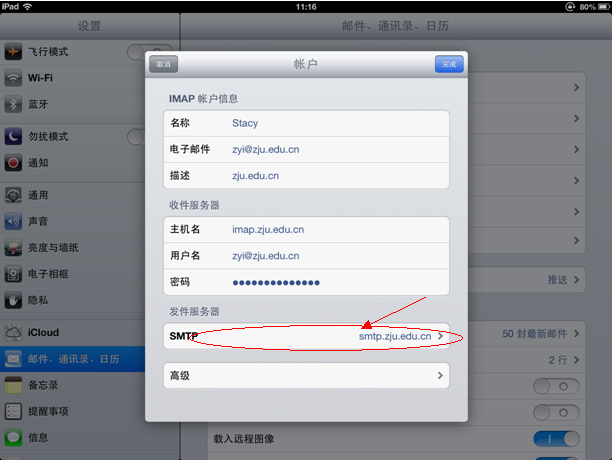 iPad 11:16 80%
设置 邮件、通讯录、日历
飞行模式
Wi-Fi
蓝牙
勿扰模式
通知
通用
声音
亮度与墙纸
电子相框
隐私
iCloud
邮件、通讯录、日历
备忘录
提醒事项
信息
取消 帐户 完成
IMAP 帐户信息
名称 Stacy
电子邮件 zyi@zju.edu.cn
描述 zju.edu.cn
收件服务器
主机名 imap.zju.edu.cn
用户名 zyi@zju.edu.cn
密码 ●●●●●●●●●●●●●●
发件服务器
SMTP smtp.zju.edu.cn
高级
推送
50 封最新邮件
2 行
载入远程图像